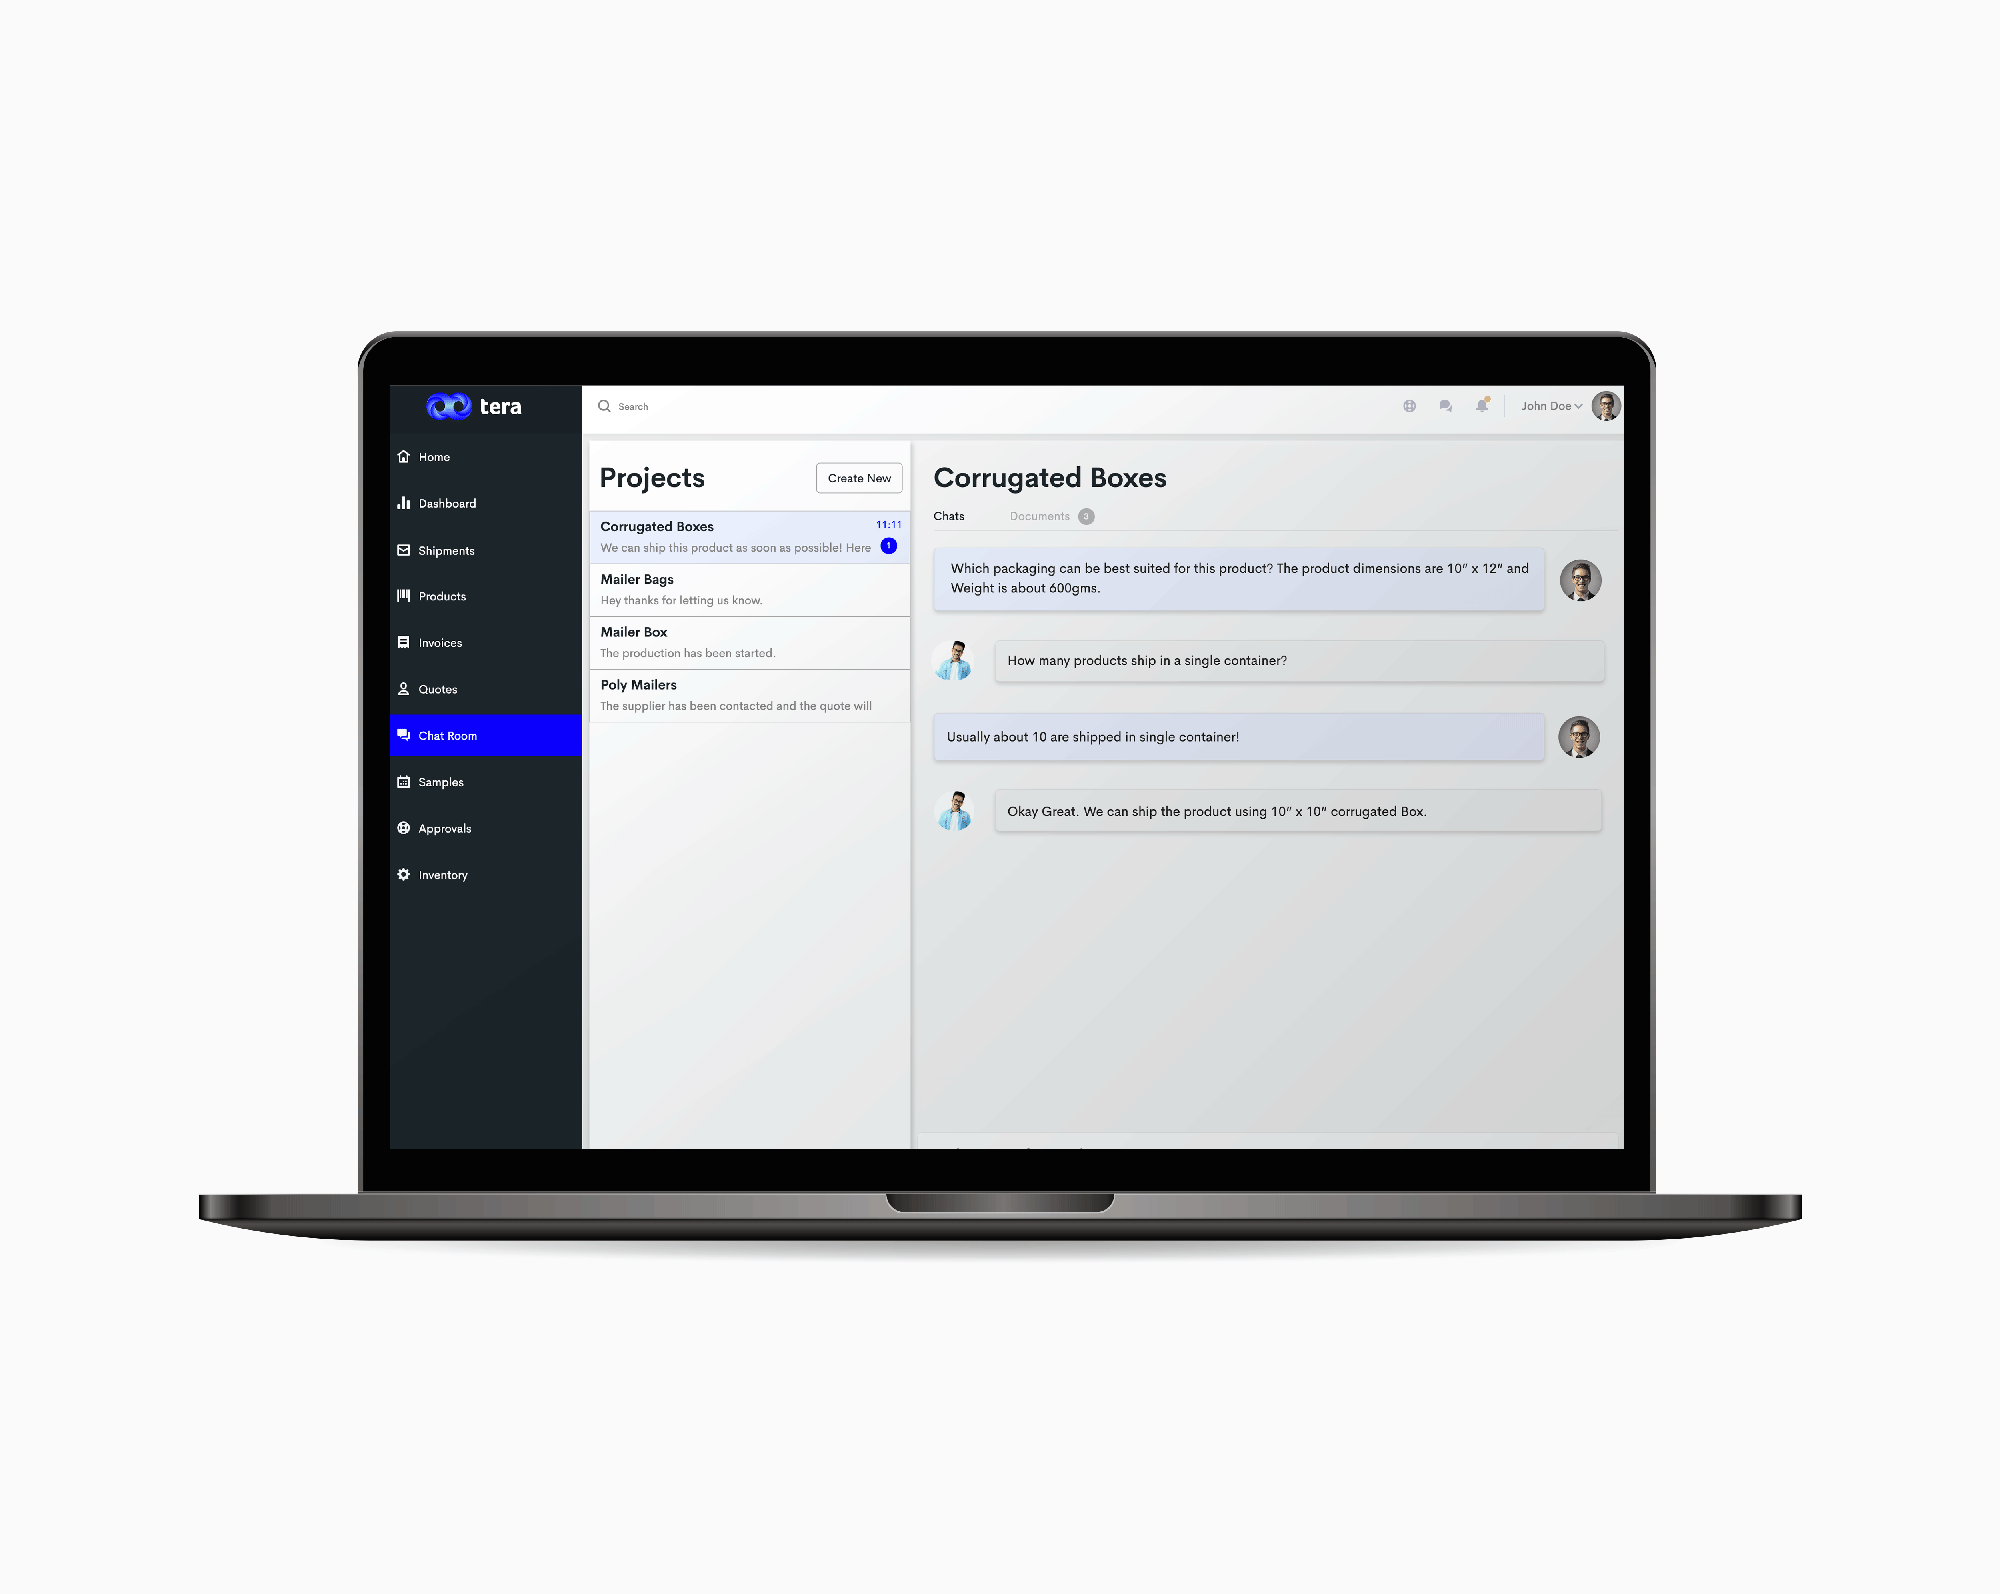 tera
Search
John Doe
Home
Dashboard
Shipments
Products
Invoices
Quotes
Chat Room
Samples
Approvals
Inventory
Projects
Create New
Corrugated Boxes
11:11
We can ship this product as soon as possible! Here
1
Mailer Bags
Hey thanks for letting us know.
Mailer Box
The production has been started.
Poly Mailers
The supplier has been contacted and the quote will
Corrugated Boxes
Chats
Documents
3
Which packaging can be best suited for this product? The product dimensions are 10” x 12” and
Weight is about 600gms.
How many products ship in a single container?
Usually about 10 are shipped in single container!
Okay Great. We can ship the product using 10” x 10” corrugated Box.